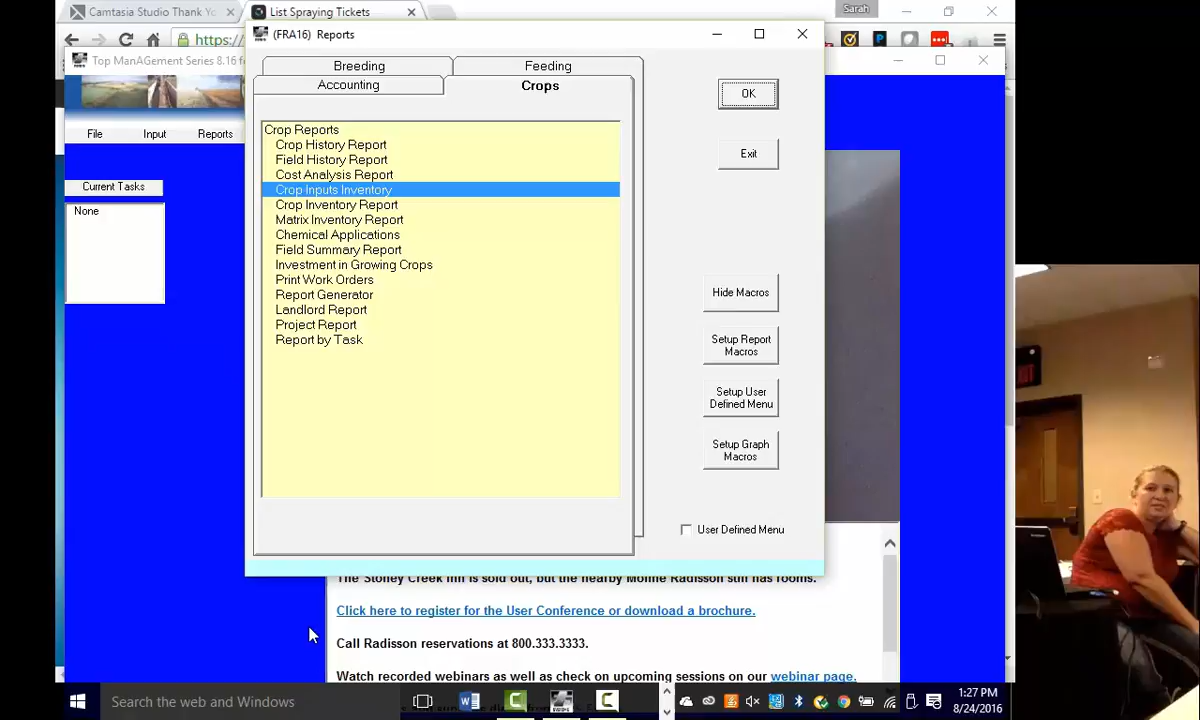 Camtasia Studio Thank Yo
List Spraying Tickets
Sarah
https:/
(FRA16) Reports
Top ManAGement Series 8.16 f
Breeding
Feeding
Accounting
Crops
OK
File
Input
Reports
Crop Reports
Crop History Report
Field History Report
Exit
Cost Analysis Report
Current Tasks
Crop Inputs Inventory
Crop Inventory Report
None
Matrix Inventory Report
Chemical Applications
Field Summary Report
Investment in Growing Crops
Print Work Orders
Hide Macros
Report Generator
Landlord Report
Project Report
Report by Task
Setup Report
Macros
Setup User
Defined Menu
Setup Graph
Macros
User Defined Menu
The Stoney Creek Inn is sold out, but the nearby Moline Radisson still has rooms.
Click here to register for the User Conference or download a brochure.
Call Radisson reservations at 800.333.3333.
Watch recorded webinars as well as check on upcoming sessions on our webinar page.
Search the web and Windows
1:27 PM
8/24/2016